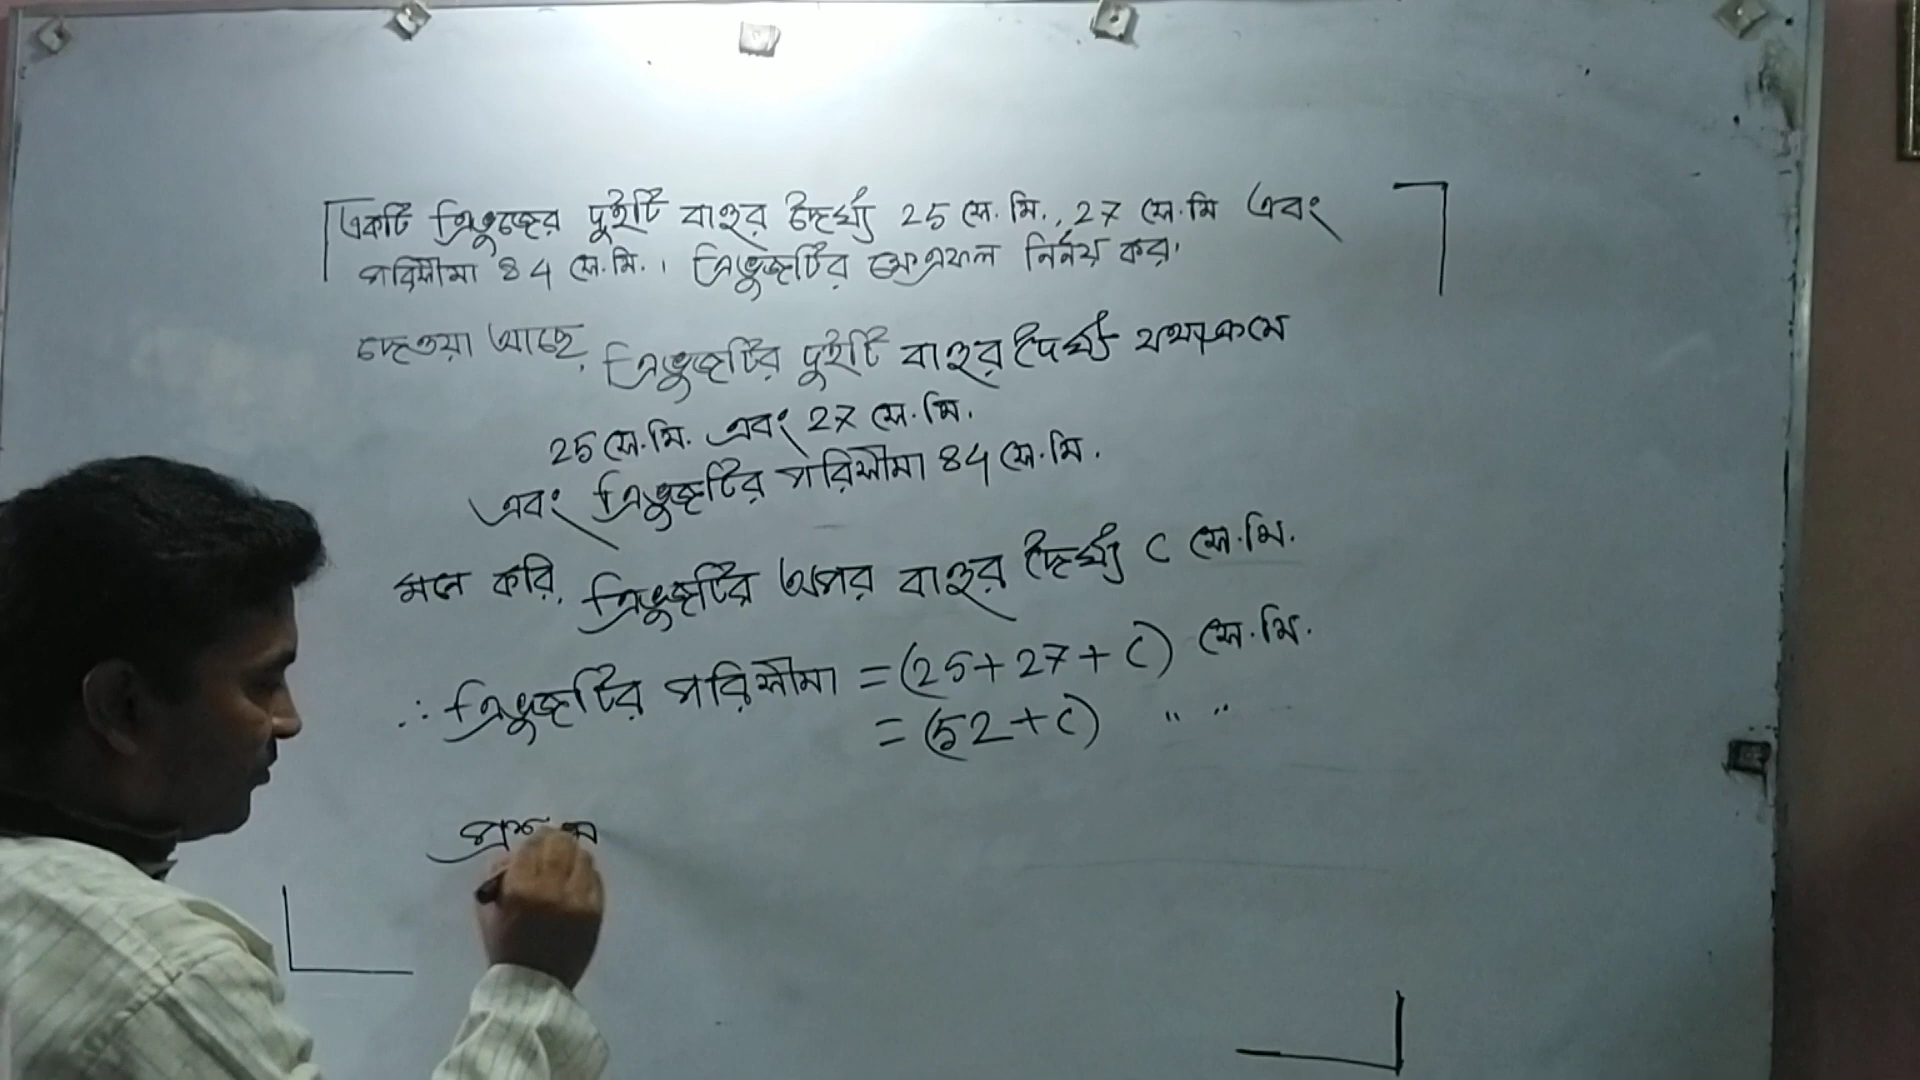 একটি ত্রিভুজের দুইটি বাহুর দৈর্ঘ্য 25 সে. মি., 27 সে.মি এবং
পরিসীমা 84 সে.মি.। ত্রিভুজটির ক্ষেত্রফল নির্নয় কর।
দেওয়া আছে, ত্রিভুজটির দুইটি বাহুর দৈর্ঘ্য যথাক্রমে
25 সে.মি. এবং 27 সে.মি.
এবং ত্রিভুজটির পরিসীমা 84 সে.মি.
মনে করি, ত্রিভুজটির অপর বাহুর দৈর্ঘ্য C সে.মি.
∴ ত্রিভুজটির পরিসীমা = (25+27+C) সে.মি.
= (52+C) " "